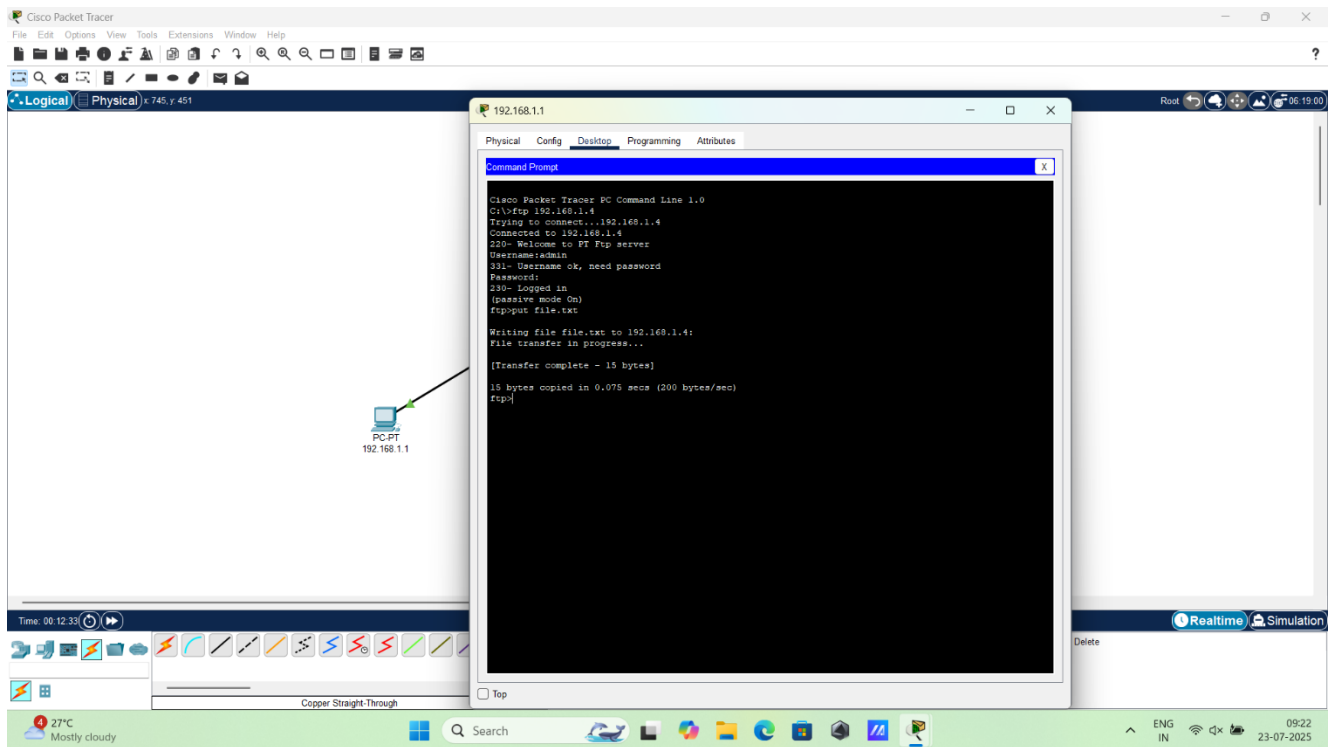 Cisco Packet Tracer
File Edit Options View Tools Extensions Window Help
?
Logical Physical x: 745, y: 451
Root 06:19:00
192.168.1.1
Physical Config Desktop Programming Attributes
Command Prompt
X
Cisco Packet Tracer PC Command Line 1.0
C:\>ftp 192.168.1.4
Trying to connect...192.168.1.4
Connected to 192.168.1.4
220- Welcome to PT Ftp server
Username:admin
331- Username ok, need password
Password:
230- Logged in
(passive mode On)
ftp>put file.txt
Writing file file.txt to 192.168.1.4:
File transfer in progress...
[Transfer complete - 15 bytes]
15 bytes copied in 0.075 secs (200 bytes/sec)
ftp>
PC-PT
192.168.1.1
Time: 00:12:33
Realtime Simulation
Delete
Copper Straight-Through
Top
4
27°C
Mostly cloudy
Search
ENG
IN
09:22
23-07-2025